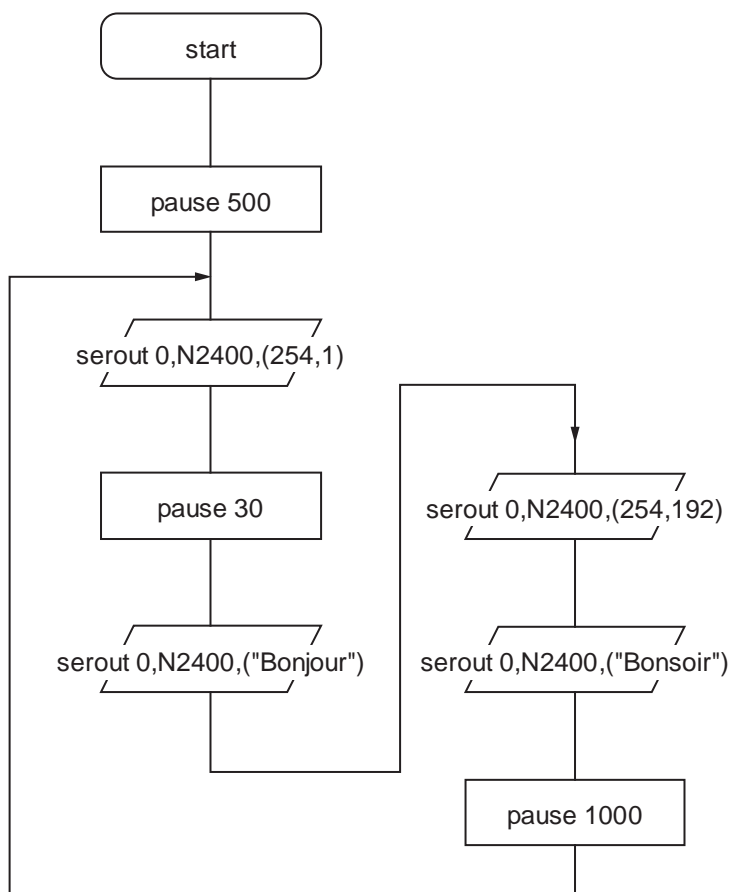 start
pause 500
serout 0,N2400,(254,1)
pause 30
serout 0,N2400,("Bonjour")
serout 0,N2400,(254,192)
serout 0,N2400,("Bonsoir")
pause 1000